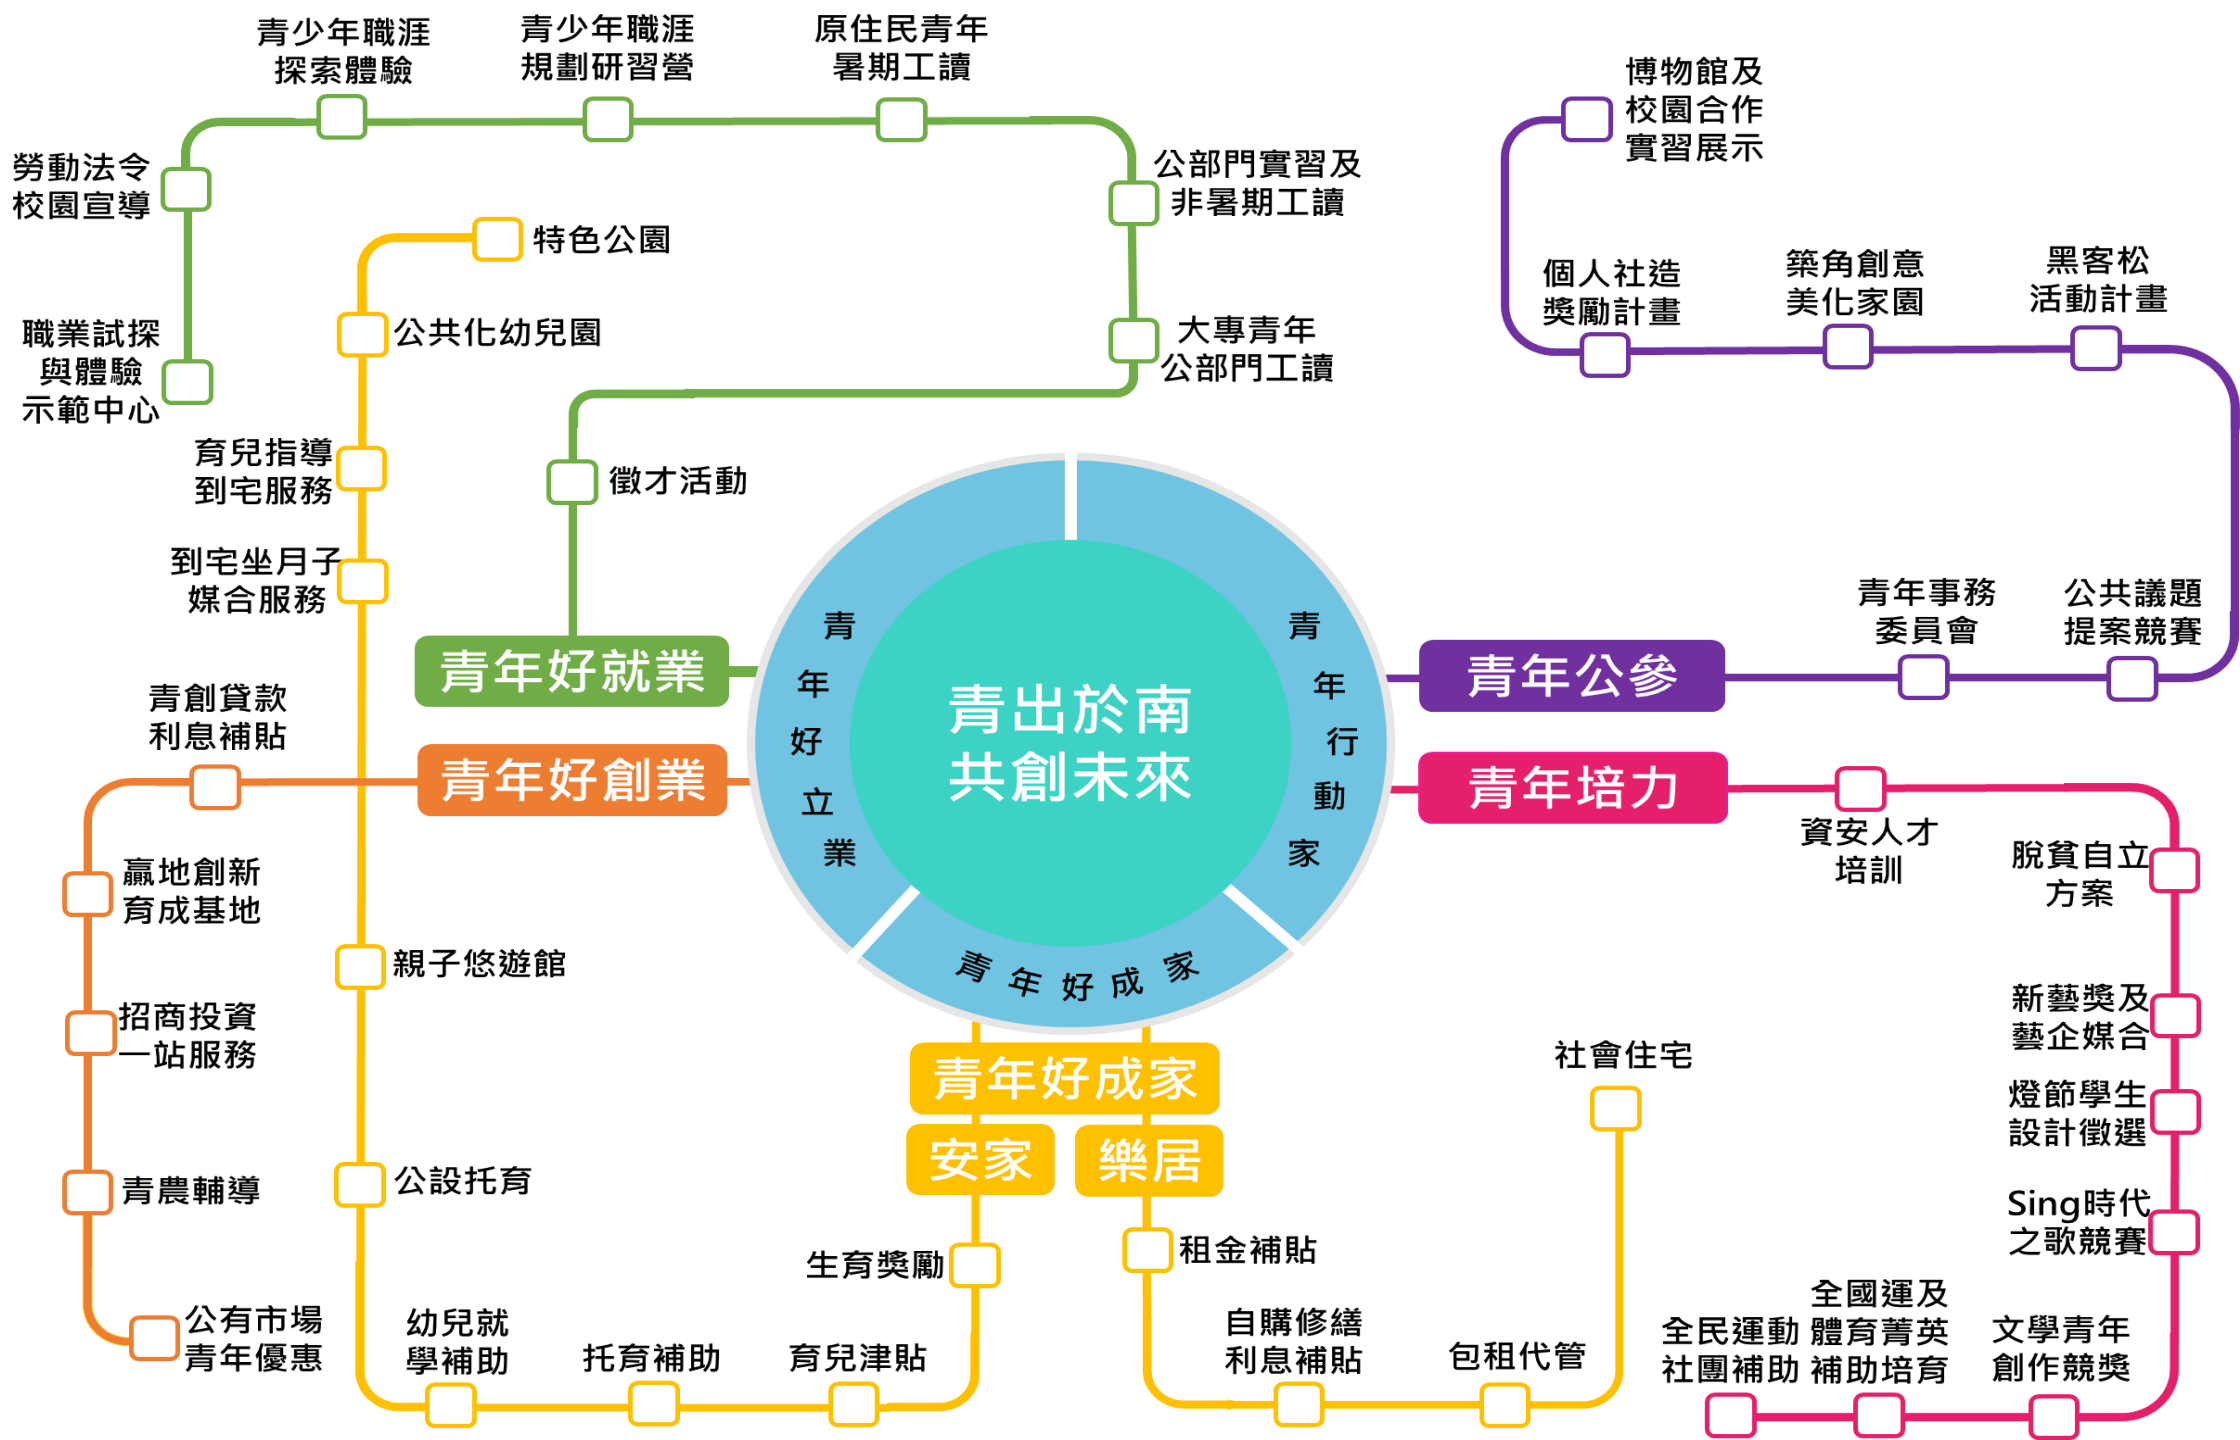 青少年職涯
探索體驗
青少年職涯
規劃研習營
原住民青年
暑期工讀
公部門實習及
非暑期工讀
大專青年
公部門工讀
勞動法令
校園宣導
職業試探
與體驗
示範中心
徵才活動
青年好就業
特色公園
公共化幼兒園
育兒指導
到宅服務
到宅坐月子
媒合服務
親子悠遊館
公設托育
幼兒就
學補助
托育補助
育兒津貼
生育獎勵
青創貸款
利息補貼
青年好創業
贏地創新
育成基地
招商投資
一站服務
青農輔導
公有市場
青年優惠
青年好立業
青出於南
共創未來
青年行動家
青年好成家
青年好成家
安家
樂居
租金補貼
自購修繕
利息補貼
包租代管
社會住宅
博物館及
校園合作
實習展示
個人社造
獎勵計畫
築角創意
美化家園
黑客松
活動計畫
青年事務
委員會
公共議題
提案競賽
青年公參
青年培力
資安人才
培訓
脫貧自立
方案
新藝獎及
藝企媒合
燈節學生
設計徵選
Sing時代
之歌競賽
文學青年
創作競獎
全國運及
體育菁英
補助培育
全民運動
社團補助